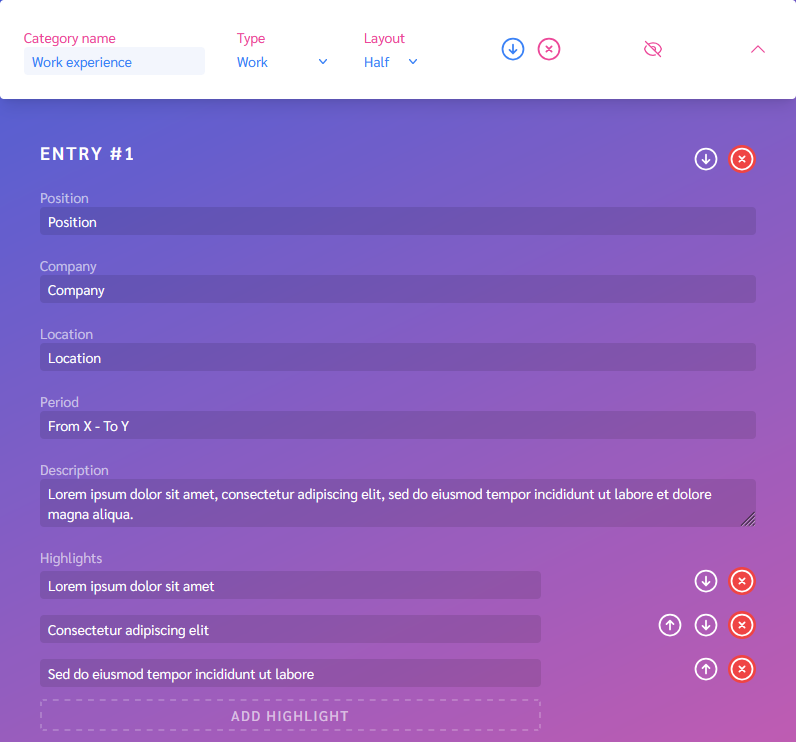 Category name
Work experience
Type
Work
Layout
Half
ENTRY #1
Position
Position
Company
Company
Location
Location
Period
From X - To Y
Description
Lorem ipsum dolor sit amet, consectetur adipiscing elit, sed do eiusmod tempor incididunt ut labore et dolore
magna aliqua.
Highlights
Lorem ipsum dolor sit amet
Consectetur adipiscing elit
Sed do eiusmod tempor incididunt ut labore
ADD HIGHLIGHT